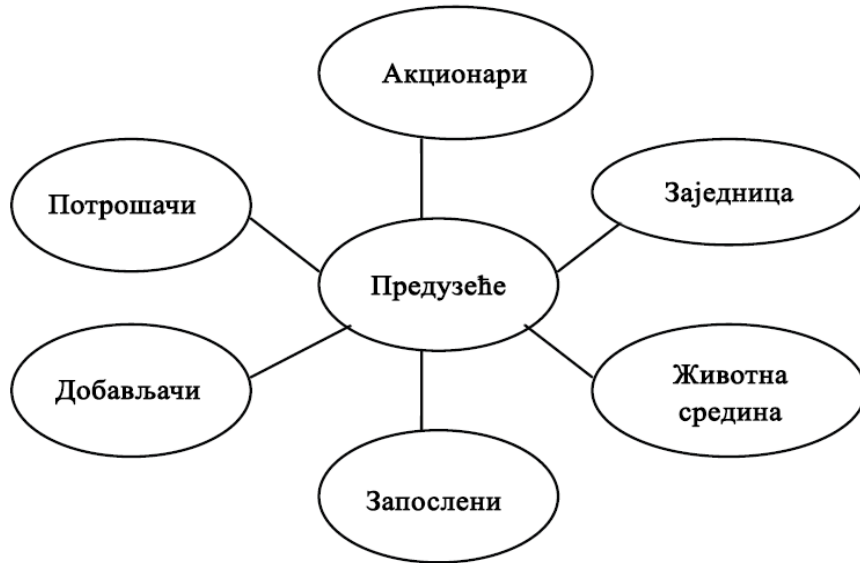 Акционари
Потрошачи
Заједница
Предузеће
Добављачи
Животна
средина
Запослени